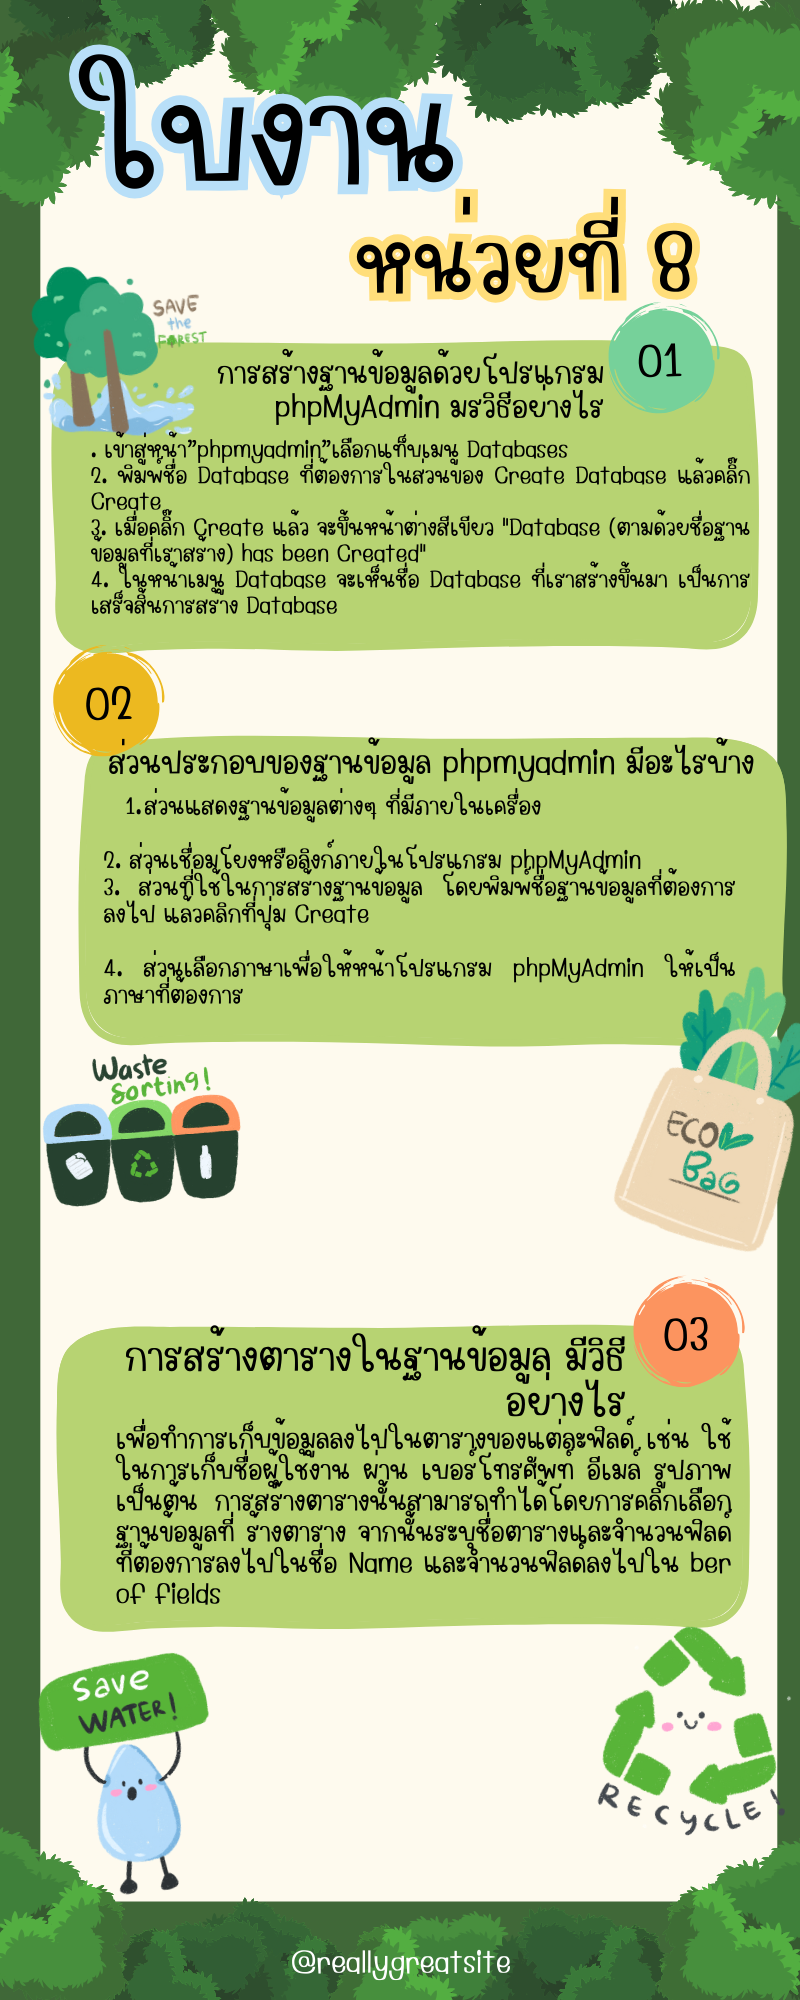 ใบงาน
หน่วยที่ 8
SAVE
the
FOREST
01
การสร้างฐานข้อมูลด้วยโปรแกรม
phpMyAdmin มรวิธีอย่างไร
. เข้าสู่หน้า”phpmyadmin”เลือกแท็บเมนู Databases
2. พิมพ์ชื่อ Database ที่ต้องการในส่วนของ Create Database แล้วคลิ๊ก
Create
3. เมื่อคลิ๊ก Create แล้ว จะขึ้นหน้าต่างสีเขียว "Database (ตามด้วยชื่อฐาน
ข้อมูลที่เราสร้าง) has been Created"
4. ในหน้าเมนู Database จะเห็นชื่อ Database ที่เราสร้างขึ้นมา เป็นการ
เสร็จสิ้นการสร้าง Database
02
ส่วนประกอบของฐานข้อมูล phpmyadmin มีอะไรบ้าง
1.ส่วนแสดงฐานข้อมูลต่างๆ ที่มีภายในเครื่อง
2. ส่วนเชื่อมโยงหรือลิงก์ภายในโปรแกรม phpMyAdmin
3. ส่วนที่ใช้ในการสร้างฐานข้อมูล โดยพิมพ์ชื่อฐานข้อมูลที่ต้องการ
ลงไป แล้วคลิกที่ปุ่ม Create
4. ส่วนเลือกภาษาเพื่อให้หน้าโปรแกรม phpMyAdmin ให้เป็น
ภาษาที่ต้องการ
Waste
Sorting!
ECO
BaG
03
การสร้างตารางในฐานข้อมูล มีวิธี
อย่างไร
เพื่อทำการเก็บข้อมูลลงไปในตารางของแต่ละฟิลด์ เช่น ใช้
ในการเก็บชื่อผู้ใช้งาน ผ่าน เบอร์โทรศัพท์ อีเมล์ รูปภาพ
เป็นต้น การสร้างตารางนั้นสามารถทำได้โดยการคลิกเลือก
ฐานข้อมูลที่ ร้างตาราง จากนั้นระบุชื่อตารางและจำนวนฟิลด์
ที่ต้องการลงไปในชื่อ Name และจำนวนฟิลด์ลงไปใน ber
of fields
Save
WATER!
RECYCLE!
@reallygreatsite